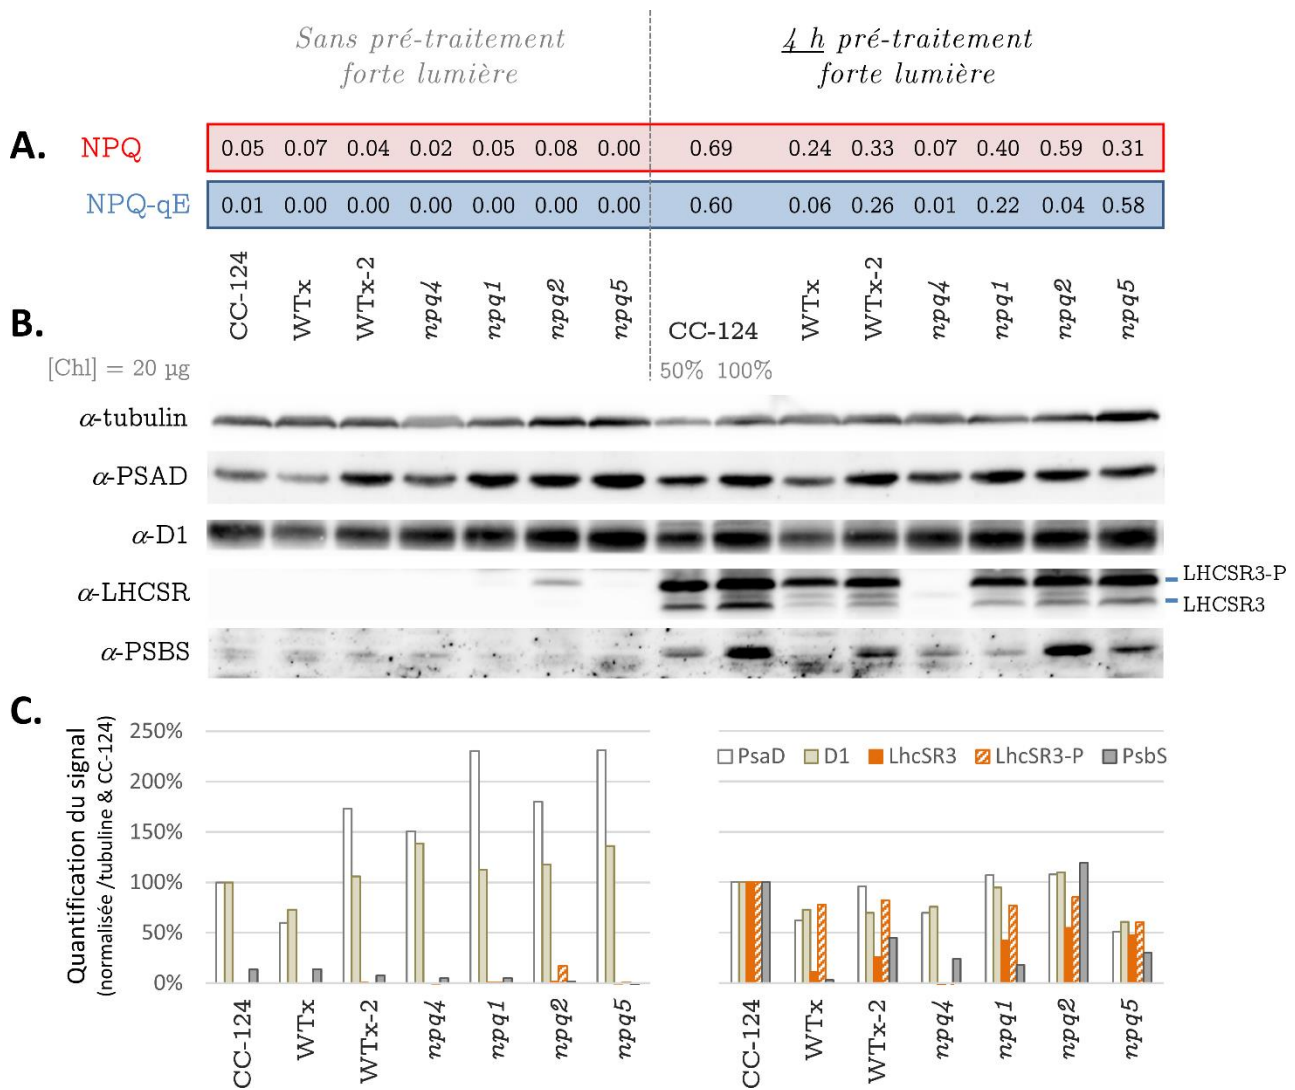 Sans pré-traitement
forte lumière
4 h pré-traitement
forte lumière
A. NPQ 0.05 0.07 0.04 0.02 0.05 0.08 0.00 0.69 0.24 0.33 0.07 0.40 0.59 0.31
NPQ-qE 0.01 0.00 0.00 0.00 0.00 0.00 0.00 0.60 0.06 0.26 0.01 0.22 0.04 0.58
B. CC-124 WTx WTx-2 npq4 npq1 npq2 npq5 CC-124 WTx WTx-2 npq4 npq1 npq2 npq5
[Chl] = 20 µg 50% 100%
α-tubulin
α-PSAD
α-D1
α-LHCSR LHCSR3-P
LHCSR3
α-PSBS
C.
Quantification du signal
(normalisée /tubuline & CC-124)
250%
200%
150%
100%
50%
0%
PsaD D1 LhcSR3 LhcSR3-P PsbS
CC-124 WTx WTx-2 npq4 npq1 npq2 npq5 CC-124 WTx WTx-2 npq4 npq1 npq2 npq5